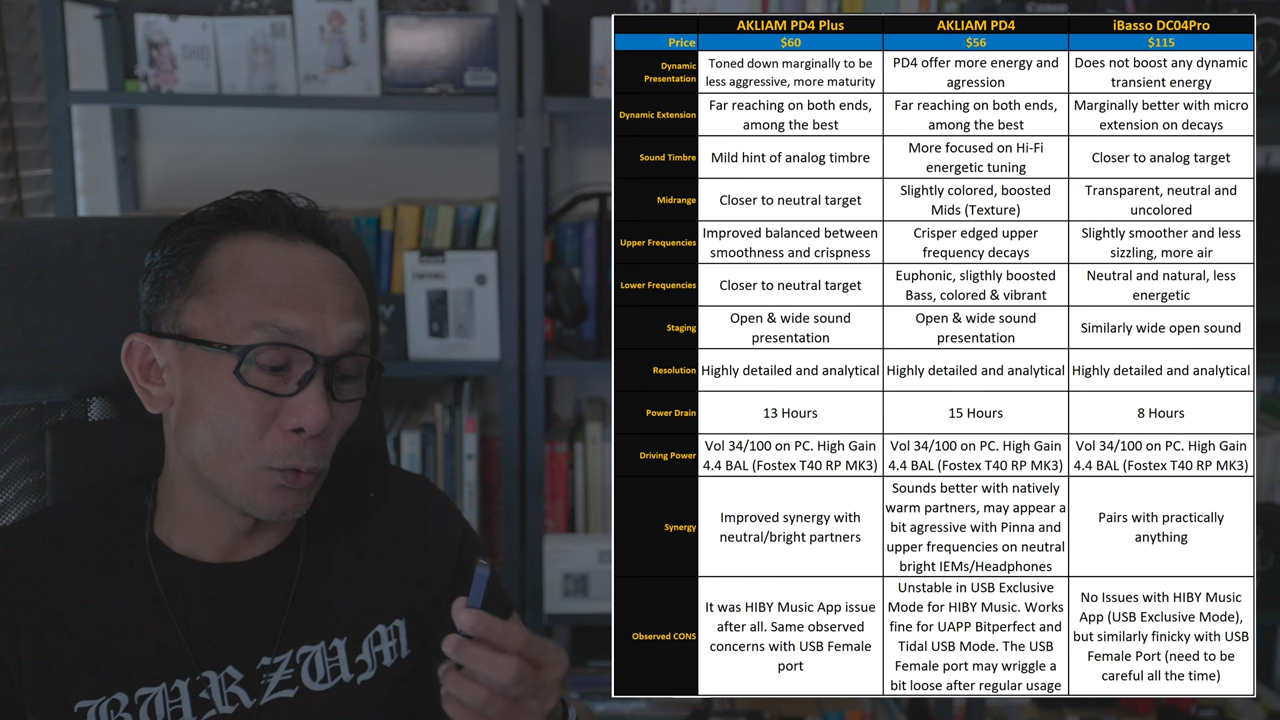 AKLIAM PD4 Plus
AKLIAM PD4
iBasso DC04Pro
Price
$60
$56
$115
Dynamic
Presentation
Toned down marginally to be
less aggressive, more maturity
PD4 offer more energy and
agression
Does not boost any dynamic
transient energy
Dynamic Extension
Far reaching on both ends,
among the best
Far reaching on both ends,
among the best
Marginally better with micro
extension on decays
Sound Timbre
Mild hint of analog timbre
More focused on Hi-Fi
energetic tuning
Closer to analog target
Midrange
Closer to neutral target
Slightly colored, boosted
Mids (Texture)
Transparent, neutral and
uncolored
Upper Frequencies
Improved balanced between
smoothness and crispness
Crisper edged upper
frequency decays
Slightly smoother and less
sizzling, more air
Lower Frequencies
Closer to neutral target
Euphonic, sligthly boosted
Bass, colored & vibrant
Neutral and natural, less
energetic
Staging
Open & wide sound
presentation
Open & wide sound
presentation
Similarly wide open sound
Resolution
Highly detailed and analytical
Highly detailed and analytical
Highly detailed and analytical
Power Drain
13 Hours
15 Hours
8 Hours
Driving Power
Vol 34/100 on PC. High Gain
4.4 BAL (Fostex T40 RP MK3)
Vol 34/100 on PC. High Gain
4.4 BAL (Fostex T40 RP MK3)
Vol 34/100 on PC. High Gain
4.4 BAL (Fostex T40 RP MK3)
Synergy
Improved synergy with
neutral/bright partners
Sounds better with natively
warm partners, may appear a
bit agressive with Pinna and
upper frequencies on neutral
bright IEMs/Headphones
Pairs with practically
anything
Observed CONS
It was HIBY Music App issue
after all. Same observed
concerns with USB Female
port
Unstable in USB Exclusive
Mode for HIBY Music. Works
fine for UAPP Bitperfect and
Tidal USB Mode. The USB
Female port may wriggle a
bit loose after regular usage
No Issues with HIBY Music
App (USB Exclusive Mode),
but similarly finicky with USB
Female Port (need to be
careful all the time)
BURZUM